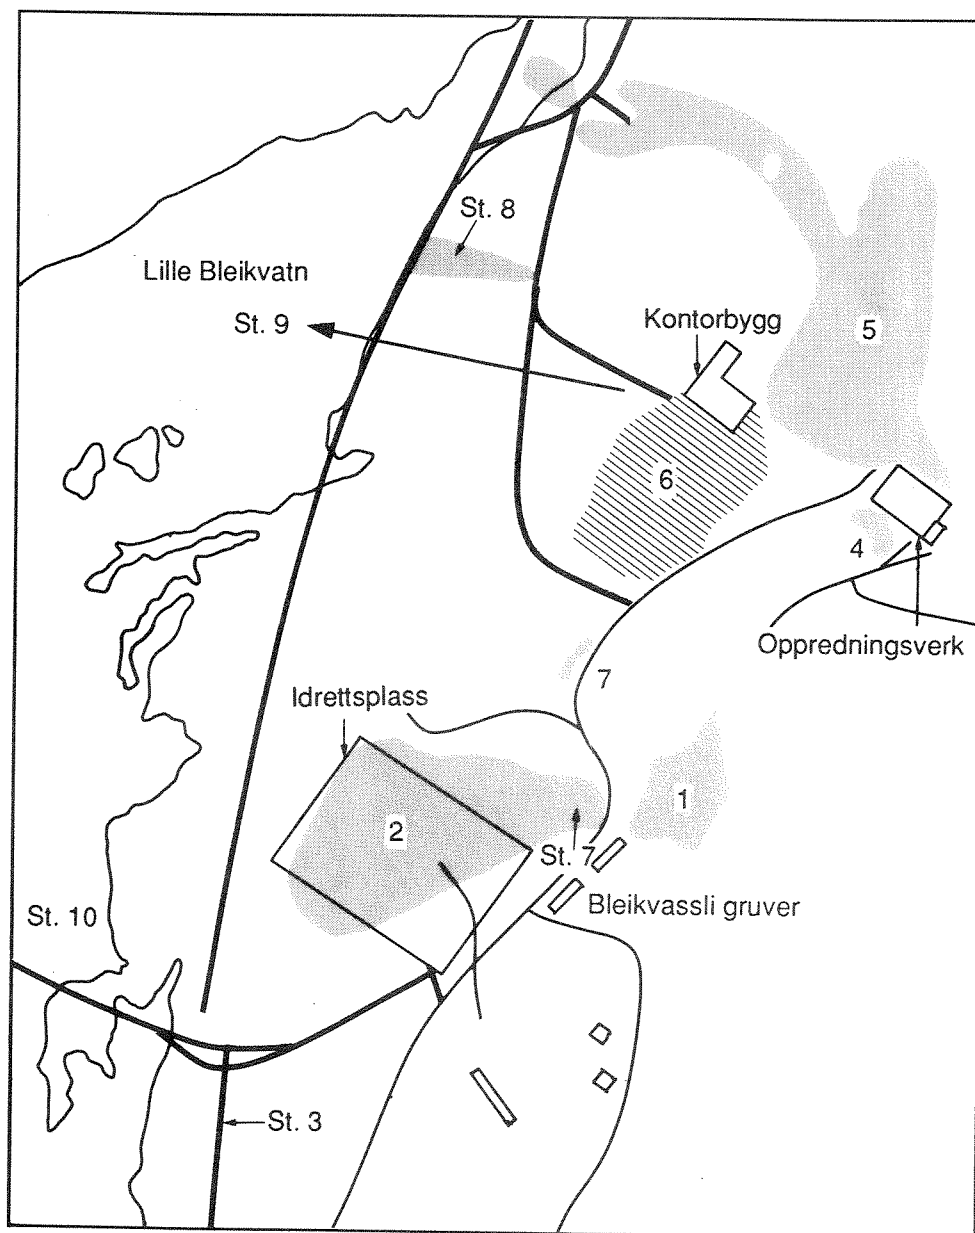 St. 8
Lille Bleikvatn
St. 9
Kontorbygg
5
6
4
Oppredningsverk
7
Idrettsplass
1
2
St. 7
Bleikvassli gruver
St. 10
St. 3